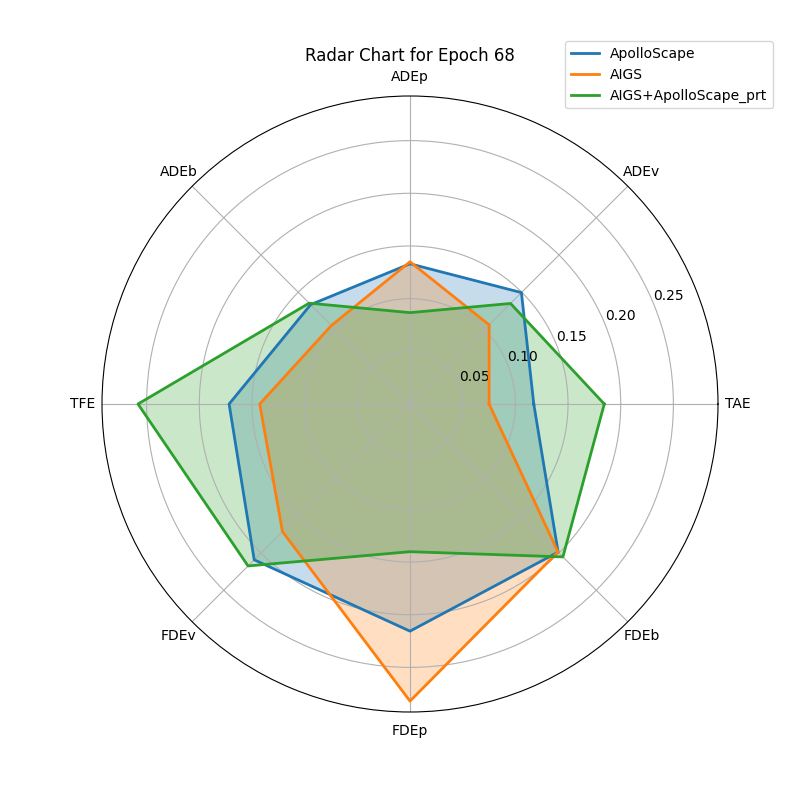 Radar Chart for Epoch 68
ApolloScape
AIGS
AIGS+ApolloScape_prt
ADEp
ADEb
ADEv
0.25
0.20
0.15
0.10
0.05
TFE
TAE
FDEv
FDEb
FDEp